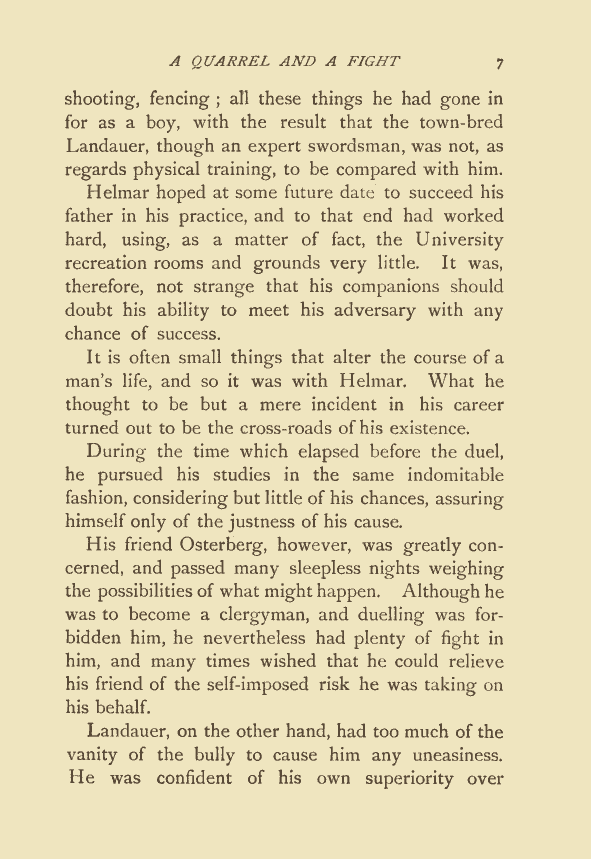 A QUARREL AND A FIGHT 7
shooting, fencing ; all these things he had gone in
for as a boy, with the result that the town-bred
Landauer, though an expert swordsman, was not, as
regards physical training, to be compared with him.
Helmar hoped at some future date to succeed his
father in his practice, and to that end had worked
hard, using, as a matter of fact, the University
recreation rooms and grounds very little. It was,
therefore, not strange that his companions should
doubt his ability to meet his adversary with any
chance of success.
It is often small things that alter the course of a
man's life, and so it was with Helmar. What he
thought to be but a mere incident in his career
turned out to be the cross-roads of his existence.
During the time which elapsed before the duel,
he pursued his studies in the same indomitable
fashion, considering but little of his chances, assuring
himself only of the justness of his cause.
His friend Osterberg, however, was greatly con-
cerned, and passed many sleepless nights weighing
the possibilities of what might happen. Although he
was to become a clergyman, and duelling was for-
bidden him, he nevertheless had plenty of fight in
him, and many times wished that he could relieve
his friend of the self-imposed risk he was taking on
his behalf.
Landauer, on the other hand, had too much of the
vanity of the bully to cause him any uneasiness.
He was confident of his own superiority over